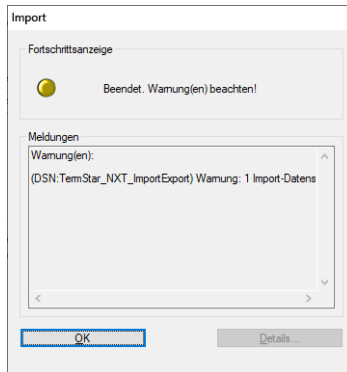 Import
Fortschrittsanzeige
Beendet. Warnung(en) beachten!
Meldungen
Warnung(en):
(DSN:TermStar_NXT_ImportExport) Warnung: 1 Import-Datens
OK
Details...